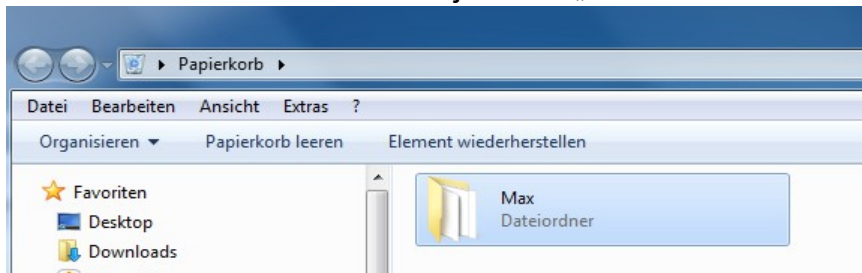 Papierkorb
Datei Bearbeiten Ansicht Extras ?
Organisieren Papierkorb leeren Element wiederherstellen
Favoriten
Desktop
Downloads
Max
Dateiordner